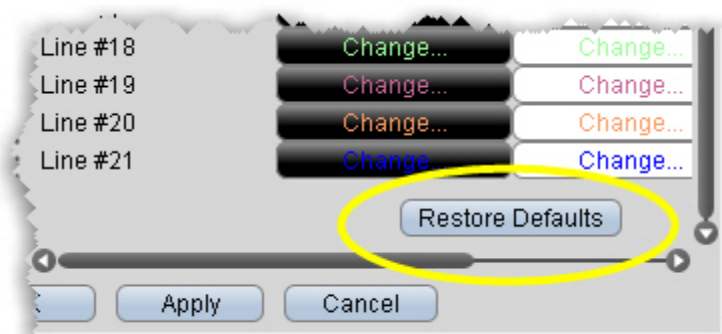 Line #18 Change... Change...
Line #19 Change... Change...
Line #20 Change... Change...
Line #21 Change... Change...
Restore Defaults
Apply Cancel